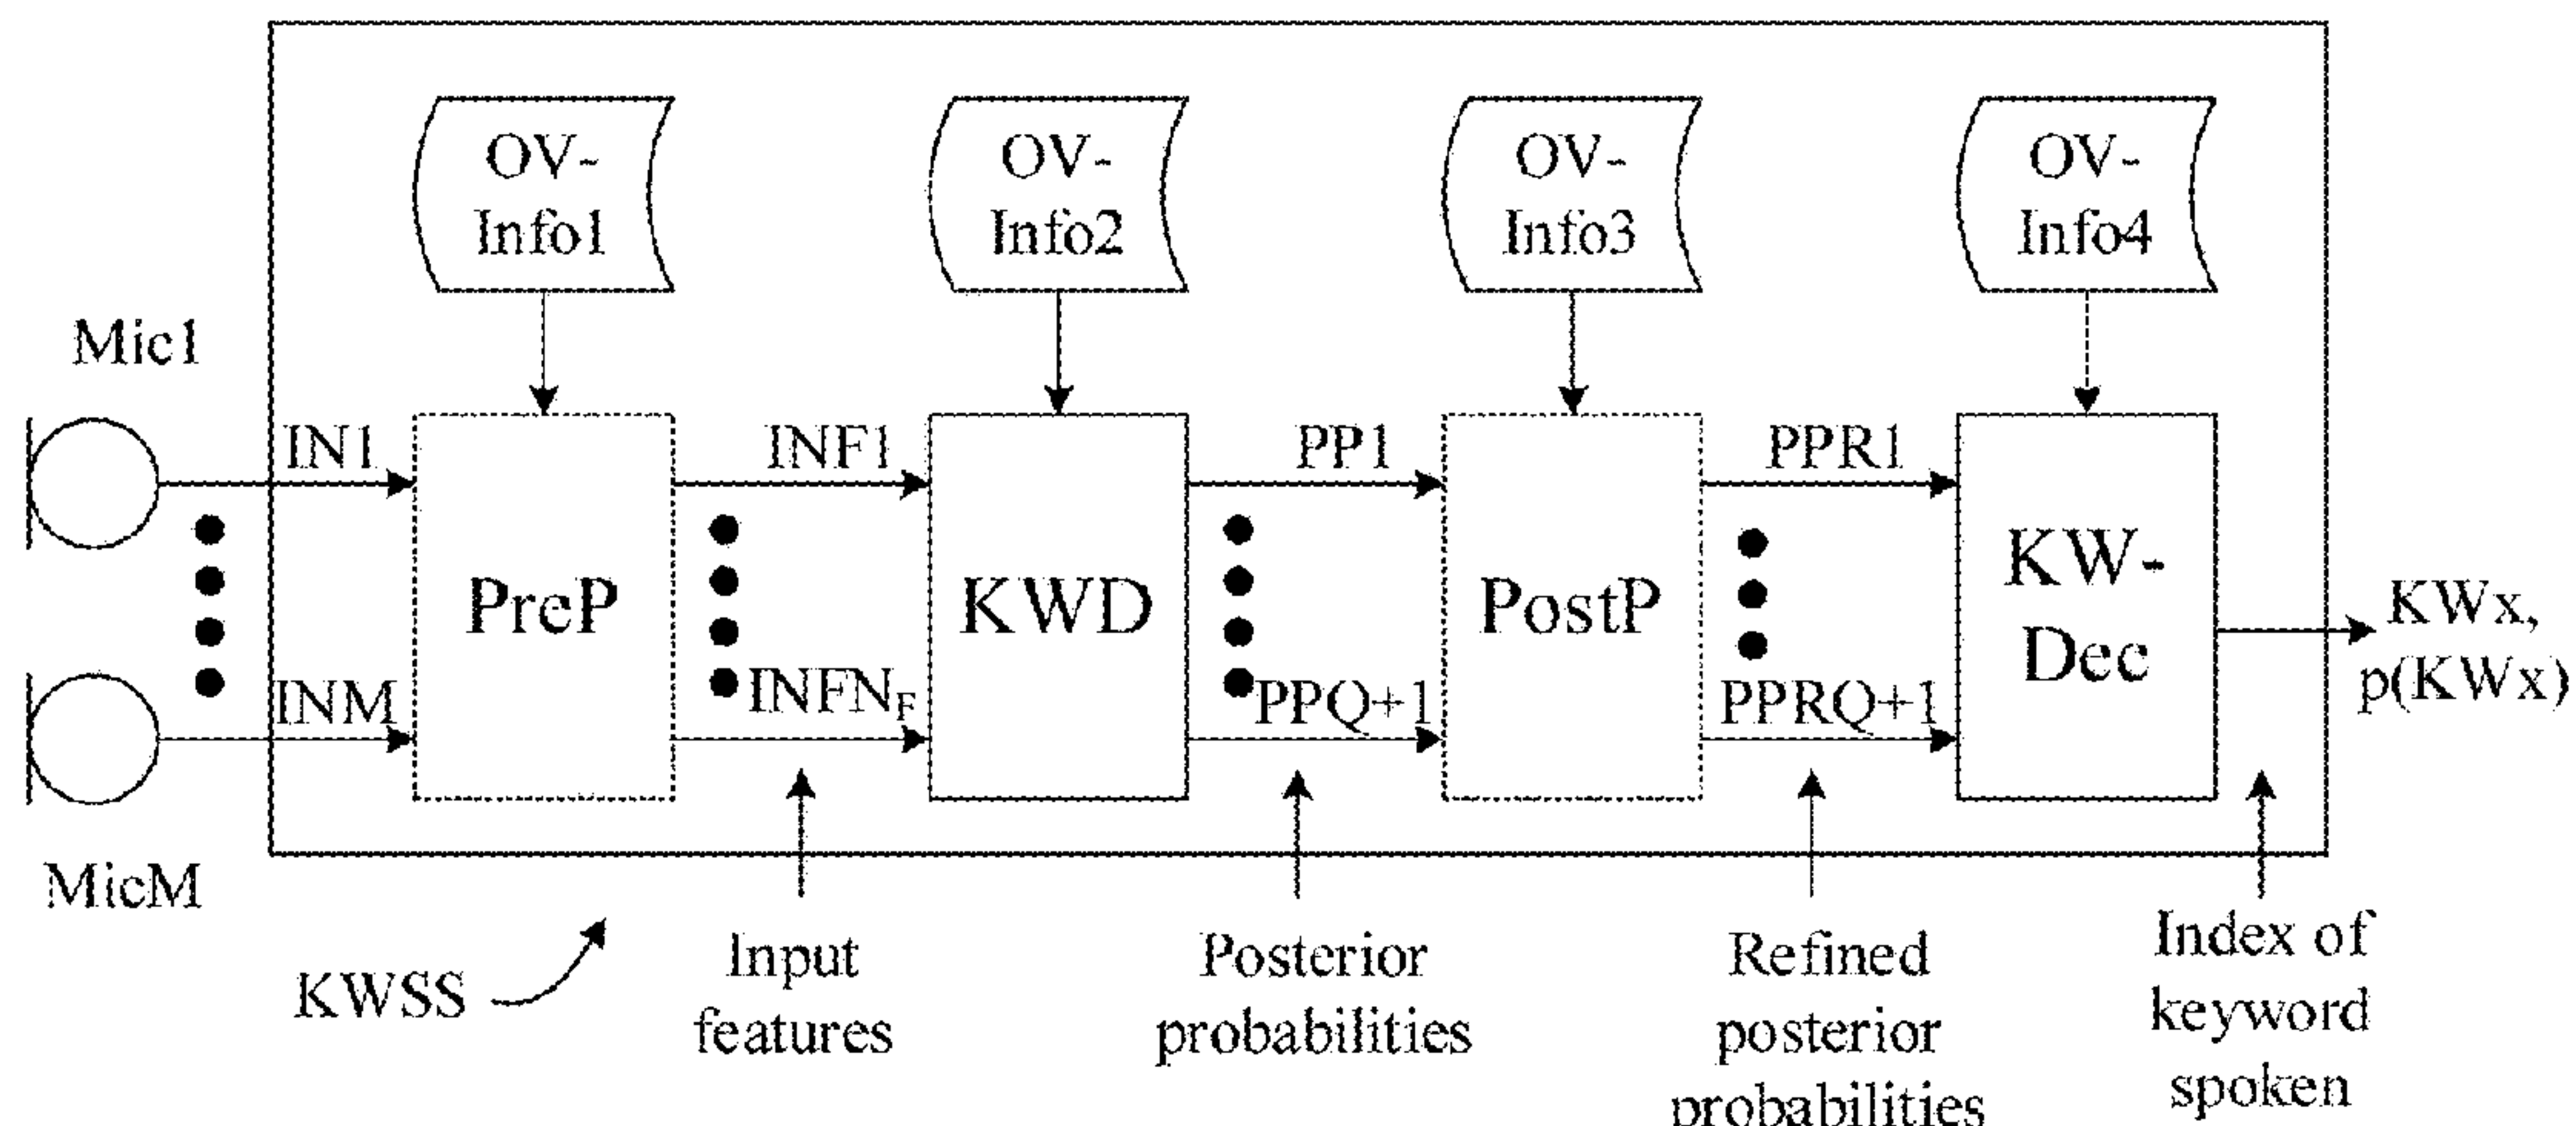 OV-
Info1
OV-
Info2
OV-
Info3
OV-
Info4
Mic1
IN1
INF1
PP1
PPR1
PreP
KWD
PostP
KW-
Dec
KWx,
p(KWx)
INM
INFN_F
PPQ+1
PPRQ+1
MicM
KWSS
Input
features
Posterior
probabilities
Refined
posterior
probabilities
Index of
keyword
spoken